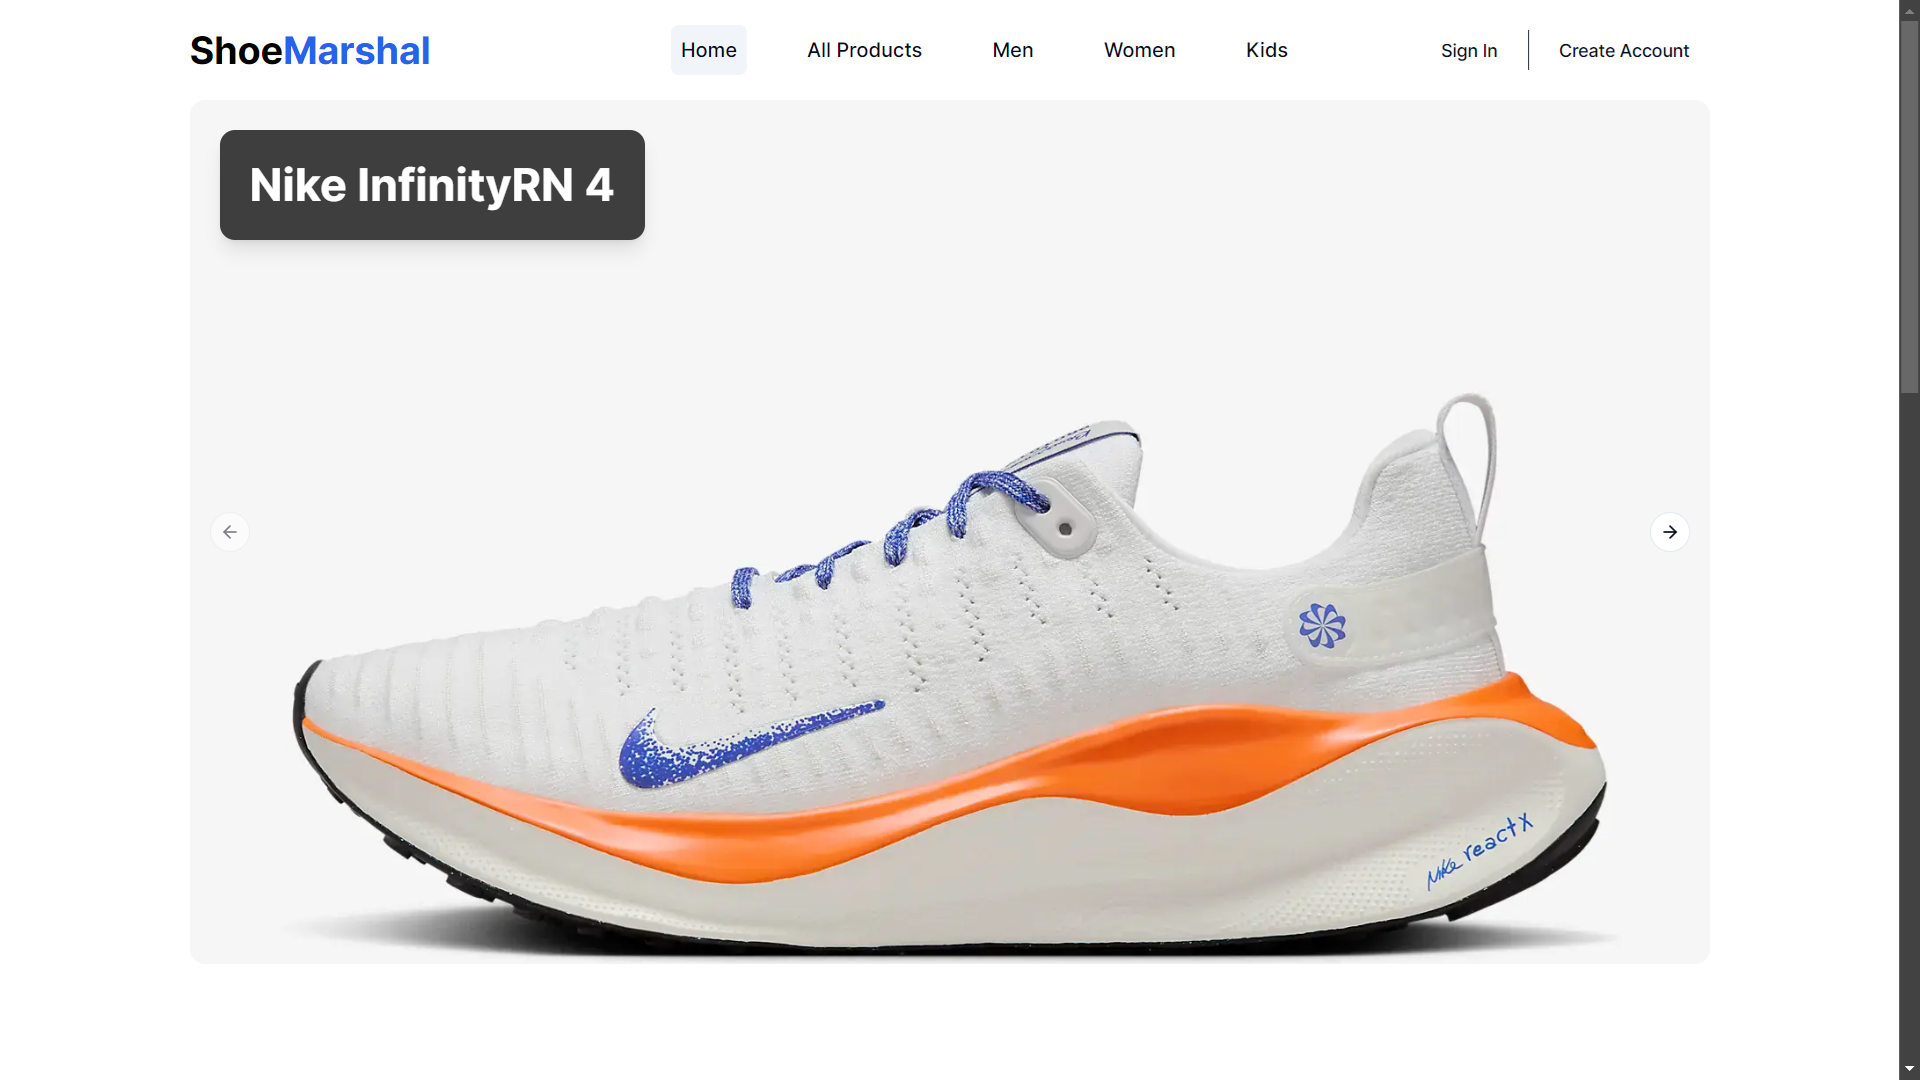 ShoeMarshal
Home
All Products
Men
Women
Kids
Sign In
Create Account
Nike InfinityRN 4
Nike react x